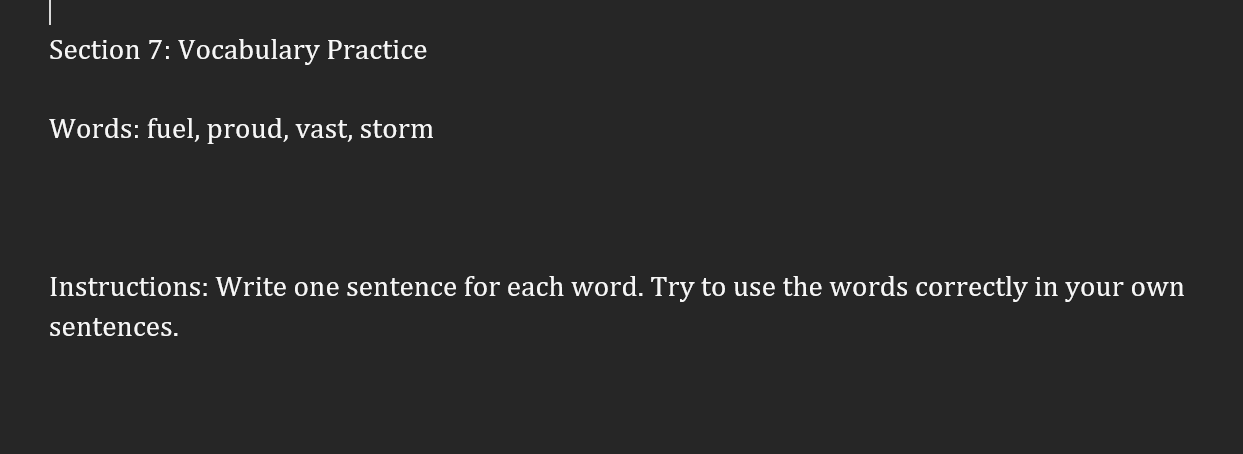 Section 7: Vocabulary Practice
Words: fuel, proud, vast, storm
Instructions: Write one sentence for each word. Try to use the words correctly in your own
sentences.